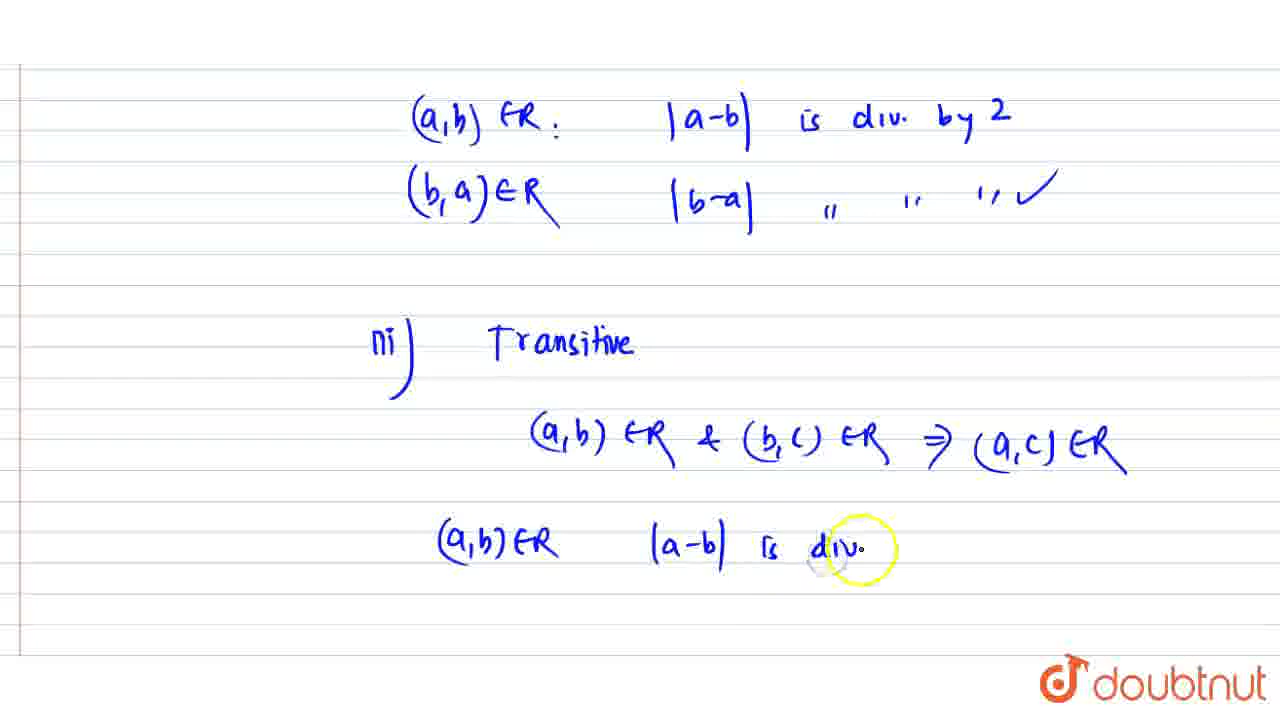 (a,b) ∈R: |a-b| is div. by 2
(b,a) ∈R |b-a| " " " ✓
iii) Transitive
(a,b) ∈R & (b,c) ∈R ⇒ (a,c) ∈R
(a,b) ∈R |a-b| is div.
doubtnut